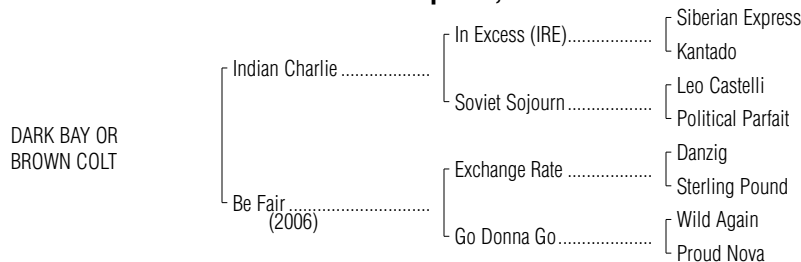 Siberian Express
In Excess (IRE)..................
Kantado
Indian Charlie ...................
Leo Castelli
Soviet Sojourn ..................
Political Parfait
DARK BAY OR
BROWN COLT
Danzig
Exchange Rate ..................
Sterling Pound
Be Fair ..............................
(2006)
Wild Again
Go Donna Go.....................
Proud Nova